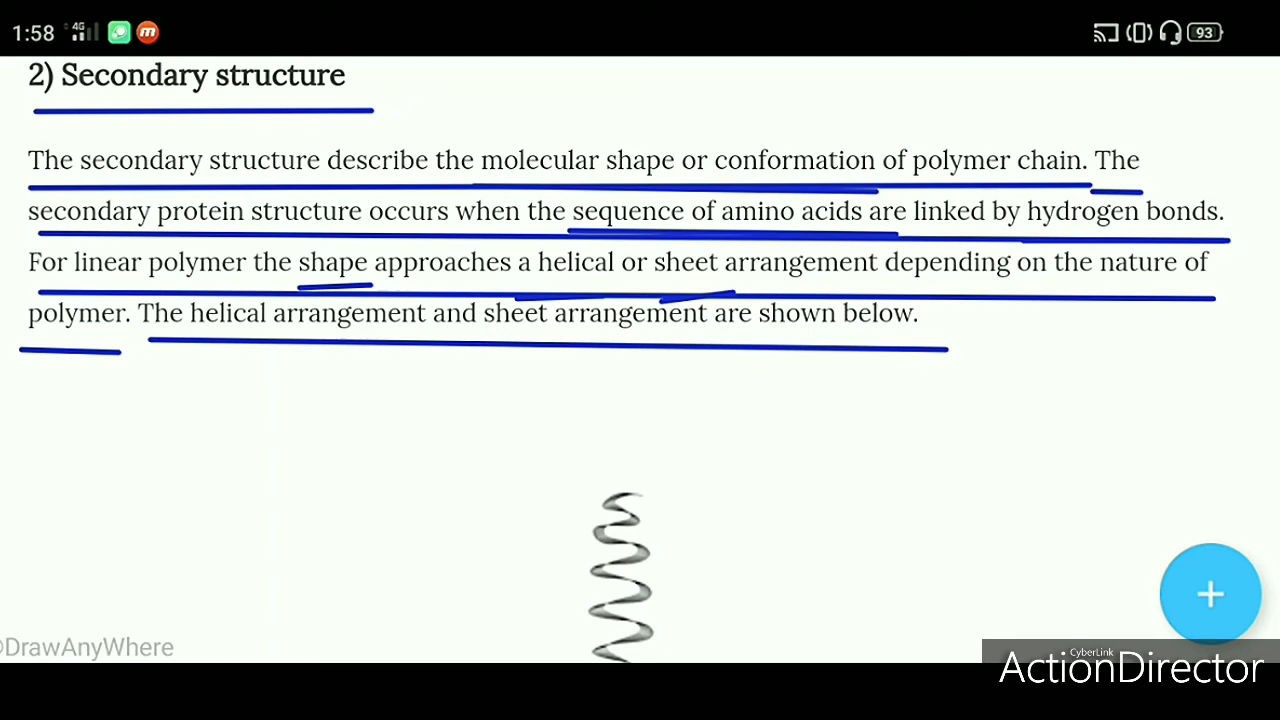 1:58 4G m 93
2) Secondary structure
The secondary structure describe the molecular shape or conformation of polymer chain. The
secondary protein structure occurs when the sequence of amino acids are linked by hydrogen bonds.
For linear polymer the shape approaches a helical or sheet arrangement depending on the nature of
polymer. The helical arrangement and sheet arrangement are shown below.
+
©DrawAnyWhere
CyberLink
ActionDirector